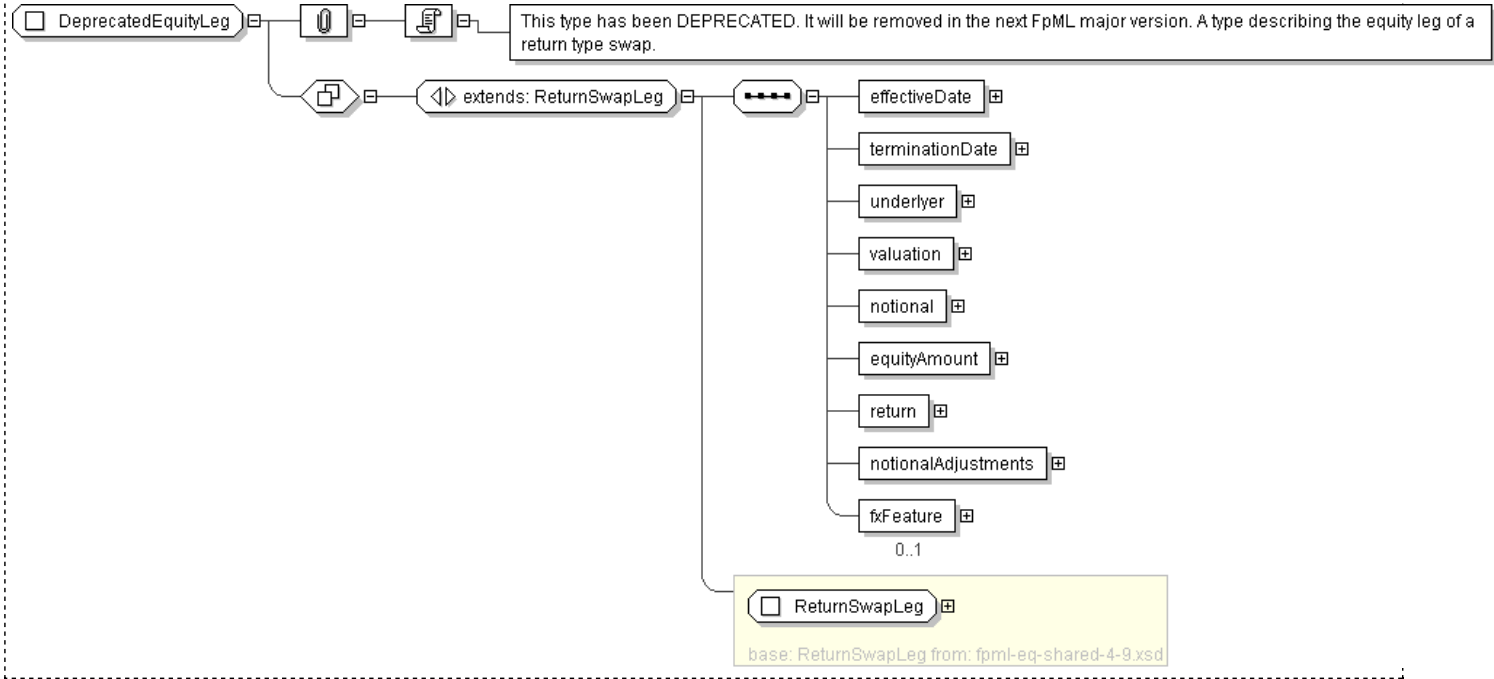 DeprecatedEquityLeg
This type has been DEPRECATED. It will be removed in the next FpML major version. A type describing the equity leg of a
return type swap.
extends: ReturnSwapLeg
effectiveDate
terminationDate
underlyer
valuation
notional
equityAmount
return
notionalAdjustments
fxFeature
0..1
ReturnSwapLeg
base: ReturnSwapLeg from: fpml-eq-shared-4-9.xsd